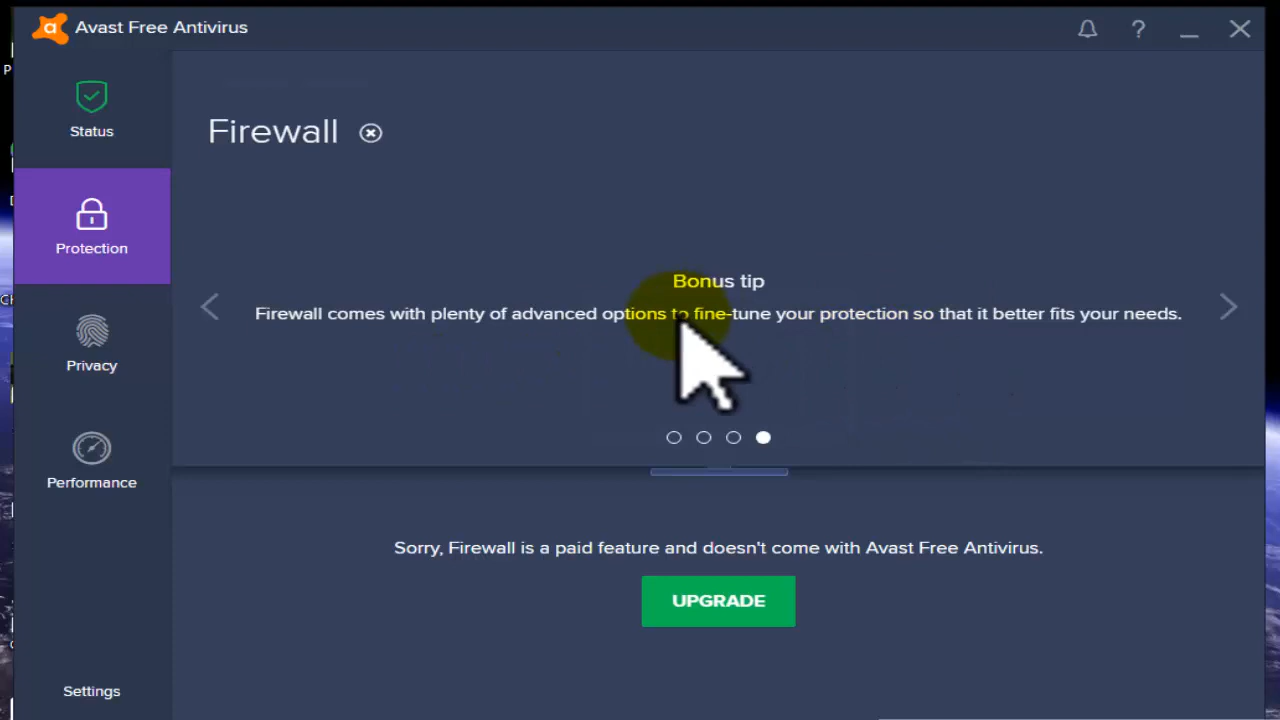 Avast Free Antivirus
?
Status
Firewall
Protection
Bonus tip
Firewall comes with plenty of advanced options to fine-tune your protection so that it better fits your needs.
Privacy
Performance
Sorry, Firewall is a paid feature and doesn't come with Avast Free Antivirus.
UPGRADE
Settings